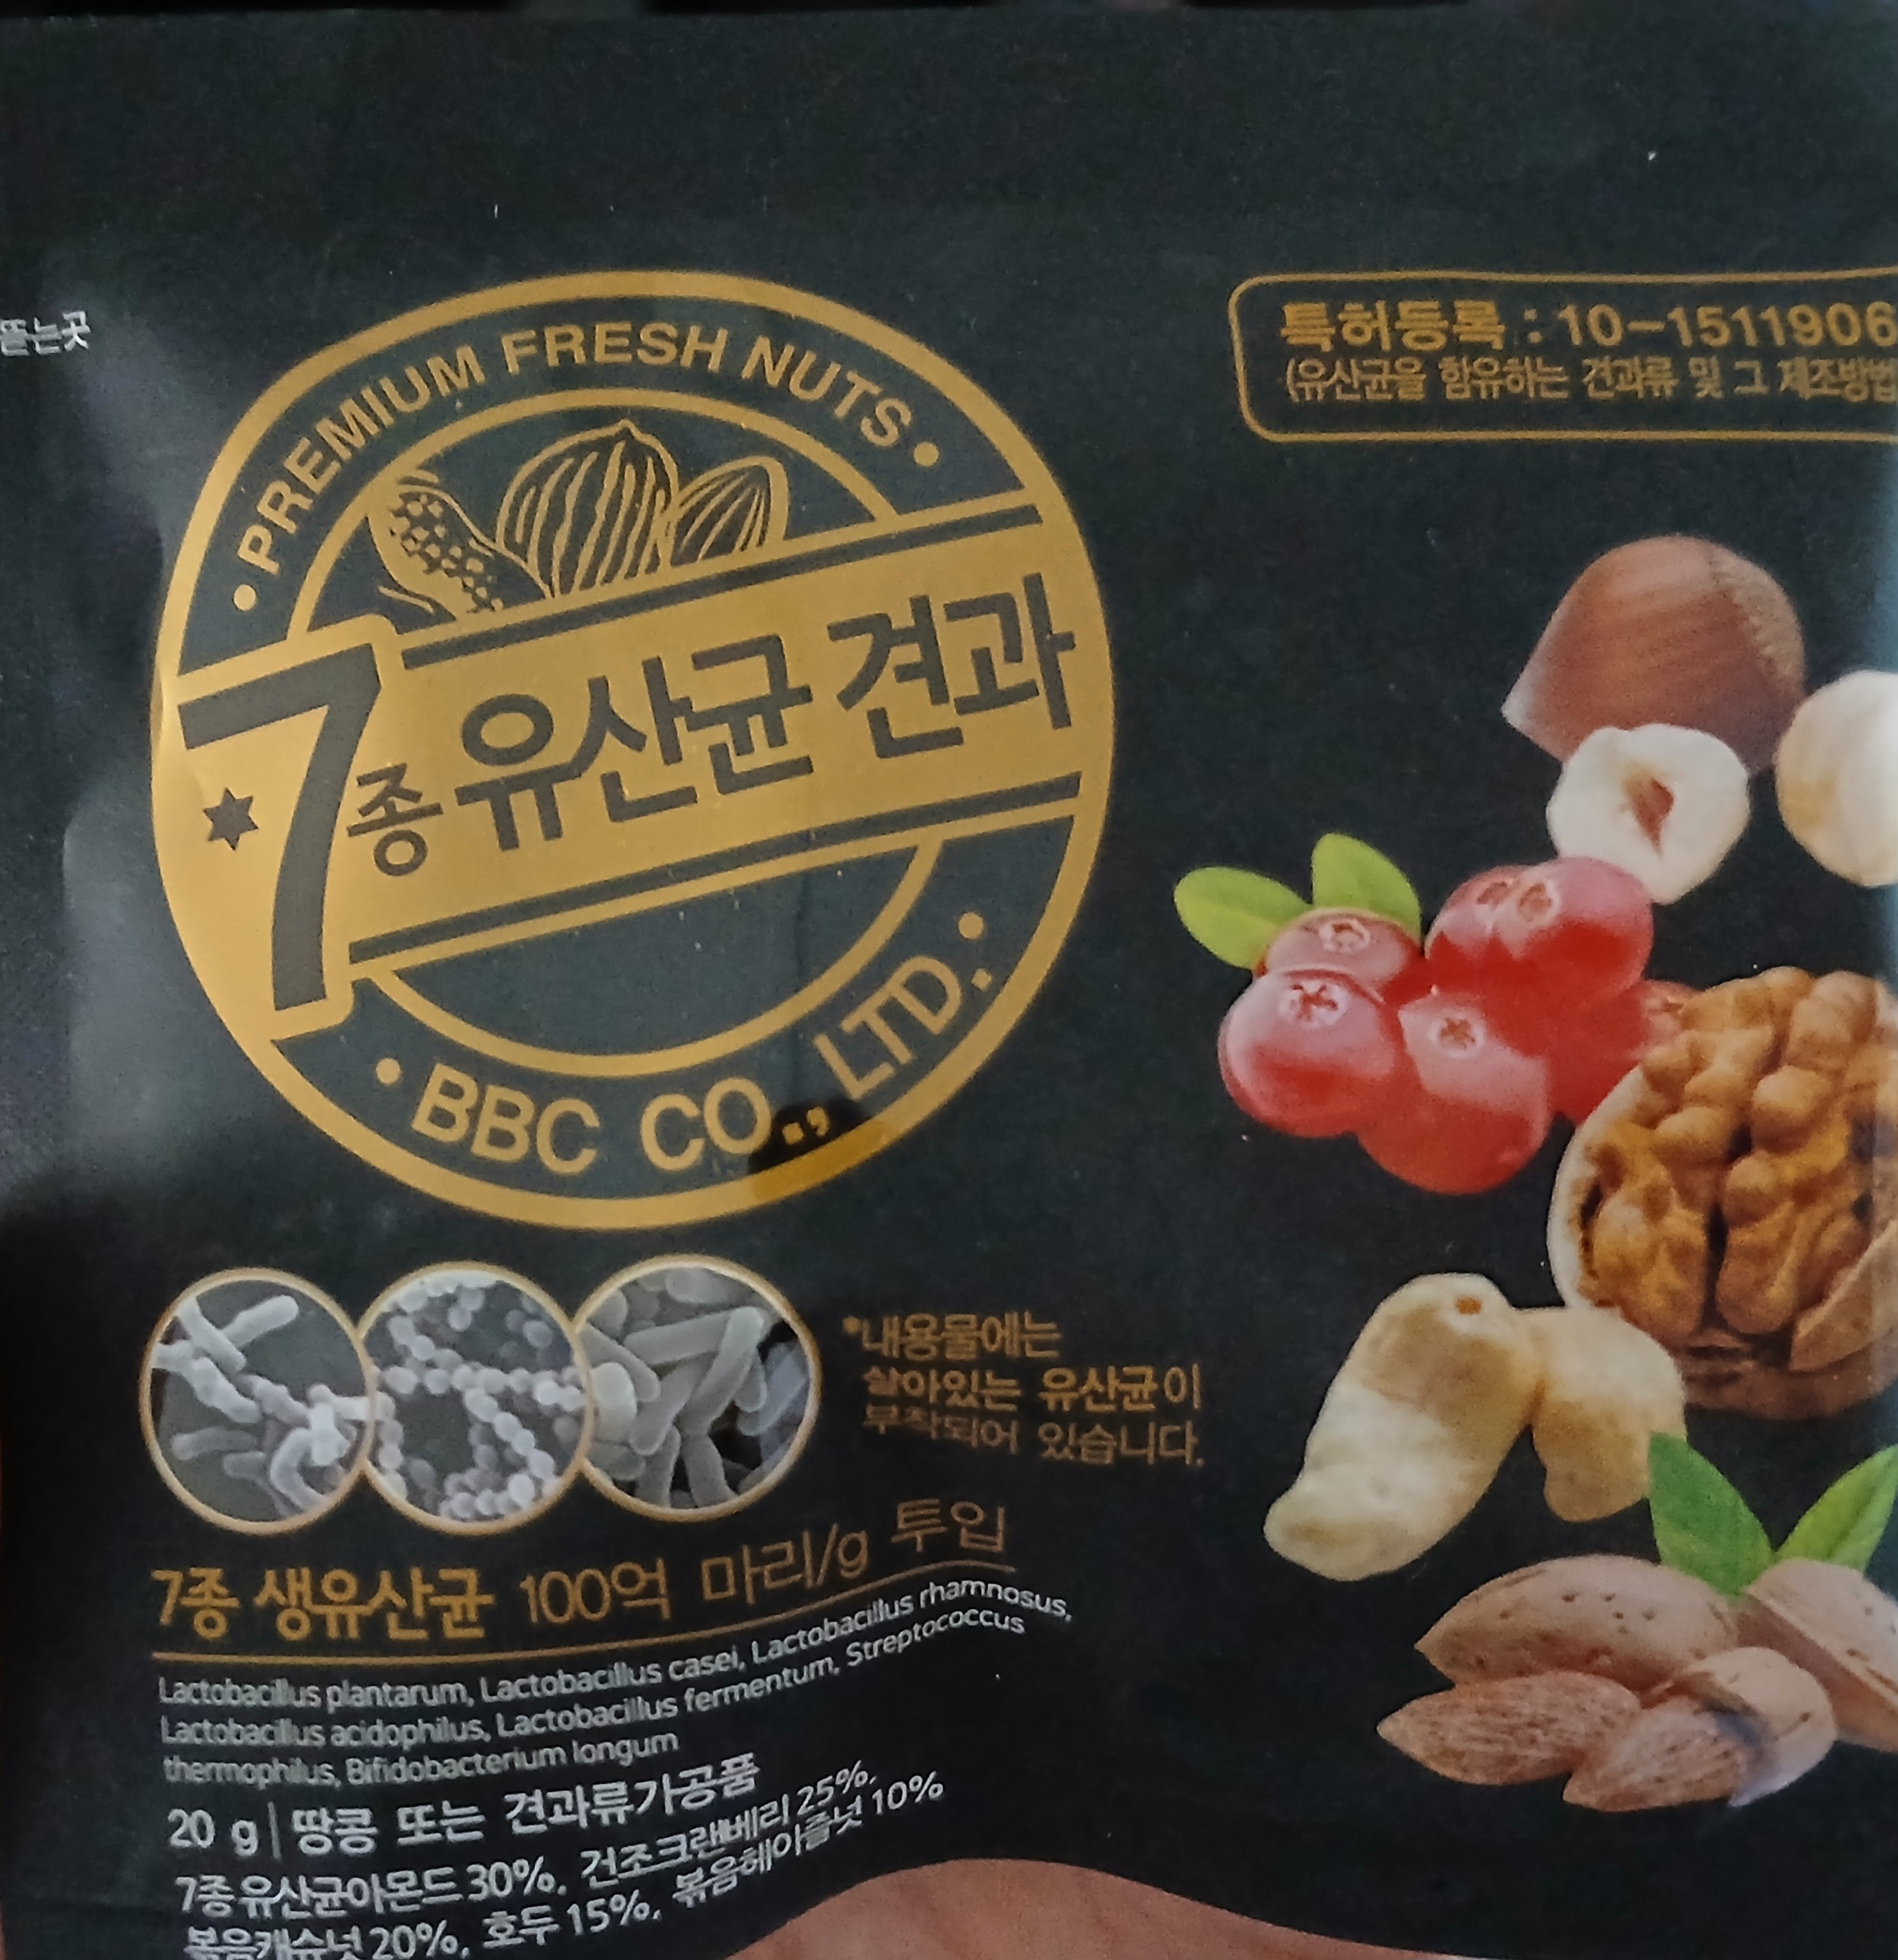 뜯는곳
PREMIUM FRESH NUTS
특허등록 : 10-1511906
(유산균을 함유하는 견과류 및 그 제조방법
7종 유산균 견과
BBC CO., LTD.
*내용물에는
살아있는 유산균이
부착되어 있습니다.
7종 생유산균 100억 마리/g 투입
Lactobacillus plantarum, Lactobacillus casei, Lactobacillus rhamnosus,
Lactobacillus acidophilus, Lactobacillus fermentum, Streptococcus
thermophilus, Bifidobacterium longum
20 g | 땅콩 또는 견과류가공품
7종유산균아몬드 30%, 건조크랜베리 25%,
볶음캐슈넛 20%, 호두 15%, 볶음헤이즐넛 10%